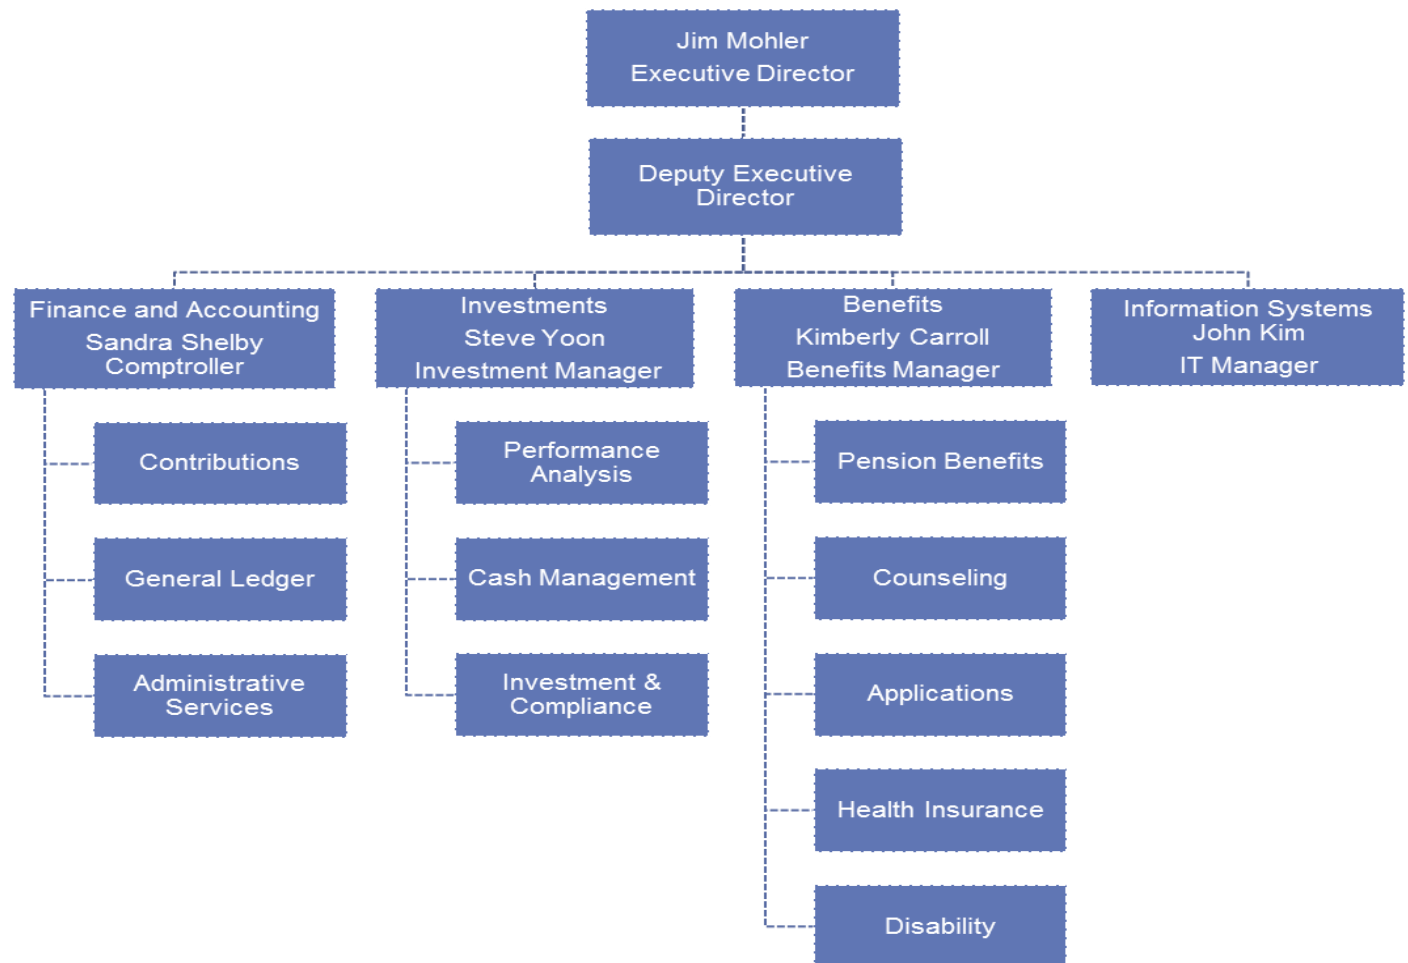 Jim Mohler
Executive Director
Deputy Executive
Director
Finance and Accounting
Sandra Shelby
Comptroller
Investments
Steve Yoon
Investment Manager
Benefits
Kimberly Carroll
Benefits Manager
Information Systems
John Kim
IT Manager
Contributions
General Ledger
Administrative
Services
Performance
Analysis
Cash Management
Investment &
Compliance
Pension Benefits
Counseling
Applications
Health Insurance
Disability